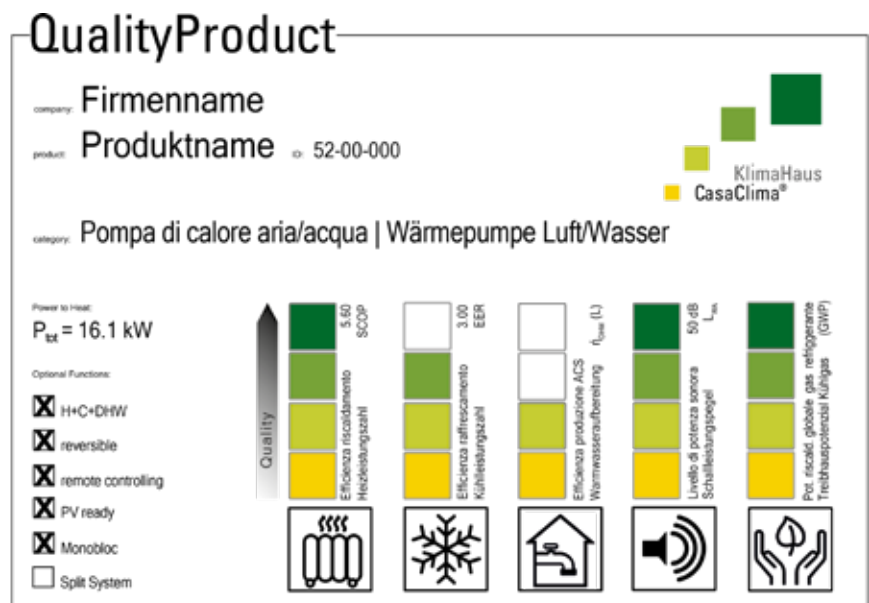 QualityProduct
company: Firmenname
product: Produktname ID: 52-00-000
KlimaHaus
CasaClima®
category: Pompa di calore aria/acqua | Wärmepumpe Luft/Wasser
Power to Heat:
Ptot = 16.1 kW
Optional Functions:
X H+C+DHW
X reversible
X remote controlling
X PV ready
X Monobloc
Split System
Quality
5.60
SCOP
Efficienza riscaldamento
Heizleistungszahl
3.00
EER
Efficienza raffrescamento
Kühlleistungszahl
ήDHW (L)
Efficienza produzione ACS
Warmwasseraufbereitung
50 dB
LWA
Livello di potenza sonora
Schallleistungspegel
Pot. riscald. globale gas refriggerante
(GWP)
Treibhauspotenzial Kühlgas